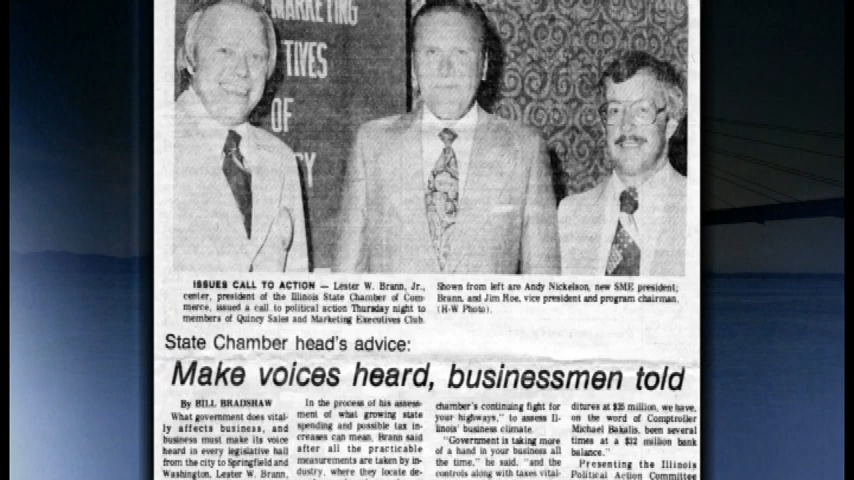 MARKETING
TIVES
OF
CY
ISSUES CALL TO ACTION — Lester W. Brann, Jr.,
center, president of the Illinois State Chamber of Com-
merce, issued a call to political action Thursday night to
members of Quincy Sales and Marketing Executives Club.
Shown from left are Andy Nickelson, new SME president;
Brann, and Jim Roe, vice president and program chairman.
(H-W Photo).
State Chamber head's advice:
Make voices heard, businessmen told
By BILL BRADSHAW
What government does vital-
ly affects business, and
business must make its voice
heard in every legislative hall
from the city to Springfield and
Washington, Lester W. Brann,
In the process of his assess-
ment of what growing state
spending and possible tax in-
creases can mean, Brann said
after all the practicable
measurements are taken by in-
dustry, where they locate de-
chamber's continuing fight for
your highways," to assess Il-
linois' business climate.
"Government is taking more
of a hand in your business all
the time," he said, "and the
controls along with taxes vital-
ditures at $35 million, we have,
on the word of Comptroller
Michael Bakalis, been several
times at a $12 million bank
balance."
Presenting the Illinois
Political Action Committee